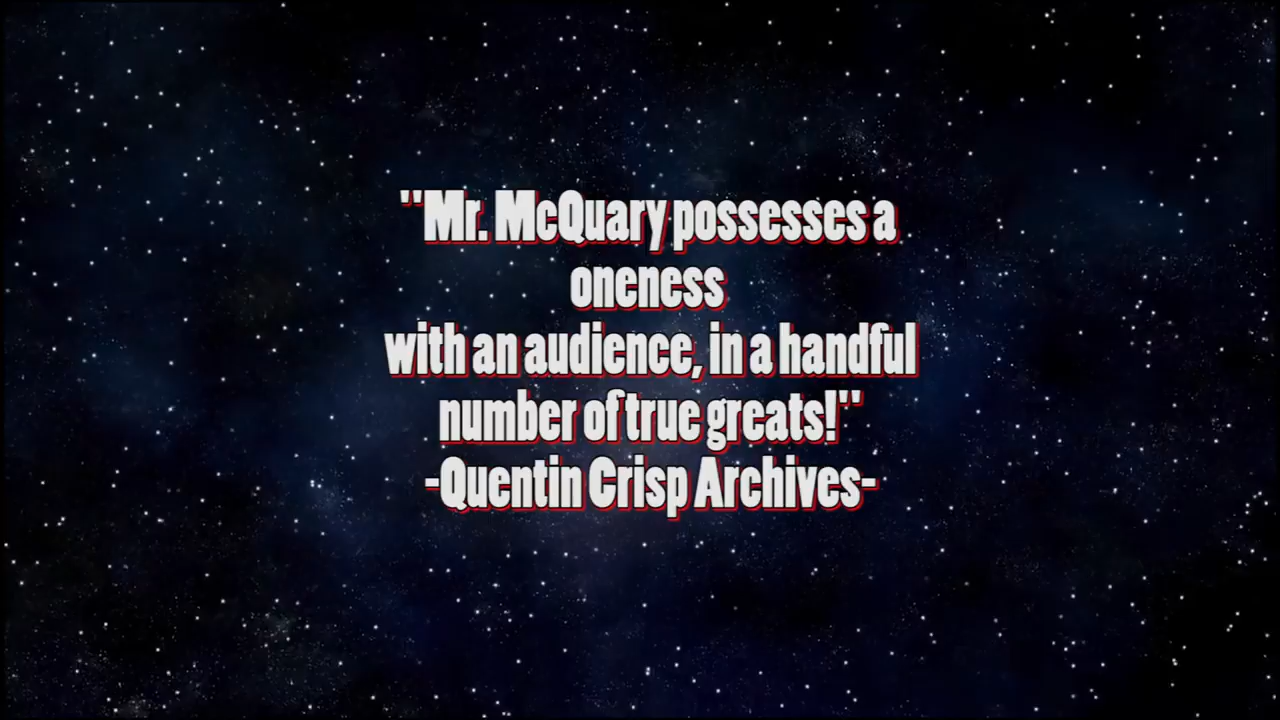 "Mr. McQuary possesses a
oneness
with an audience, in a handful
number of true greats!"
-Quentin Crisp Archives-